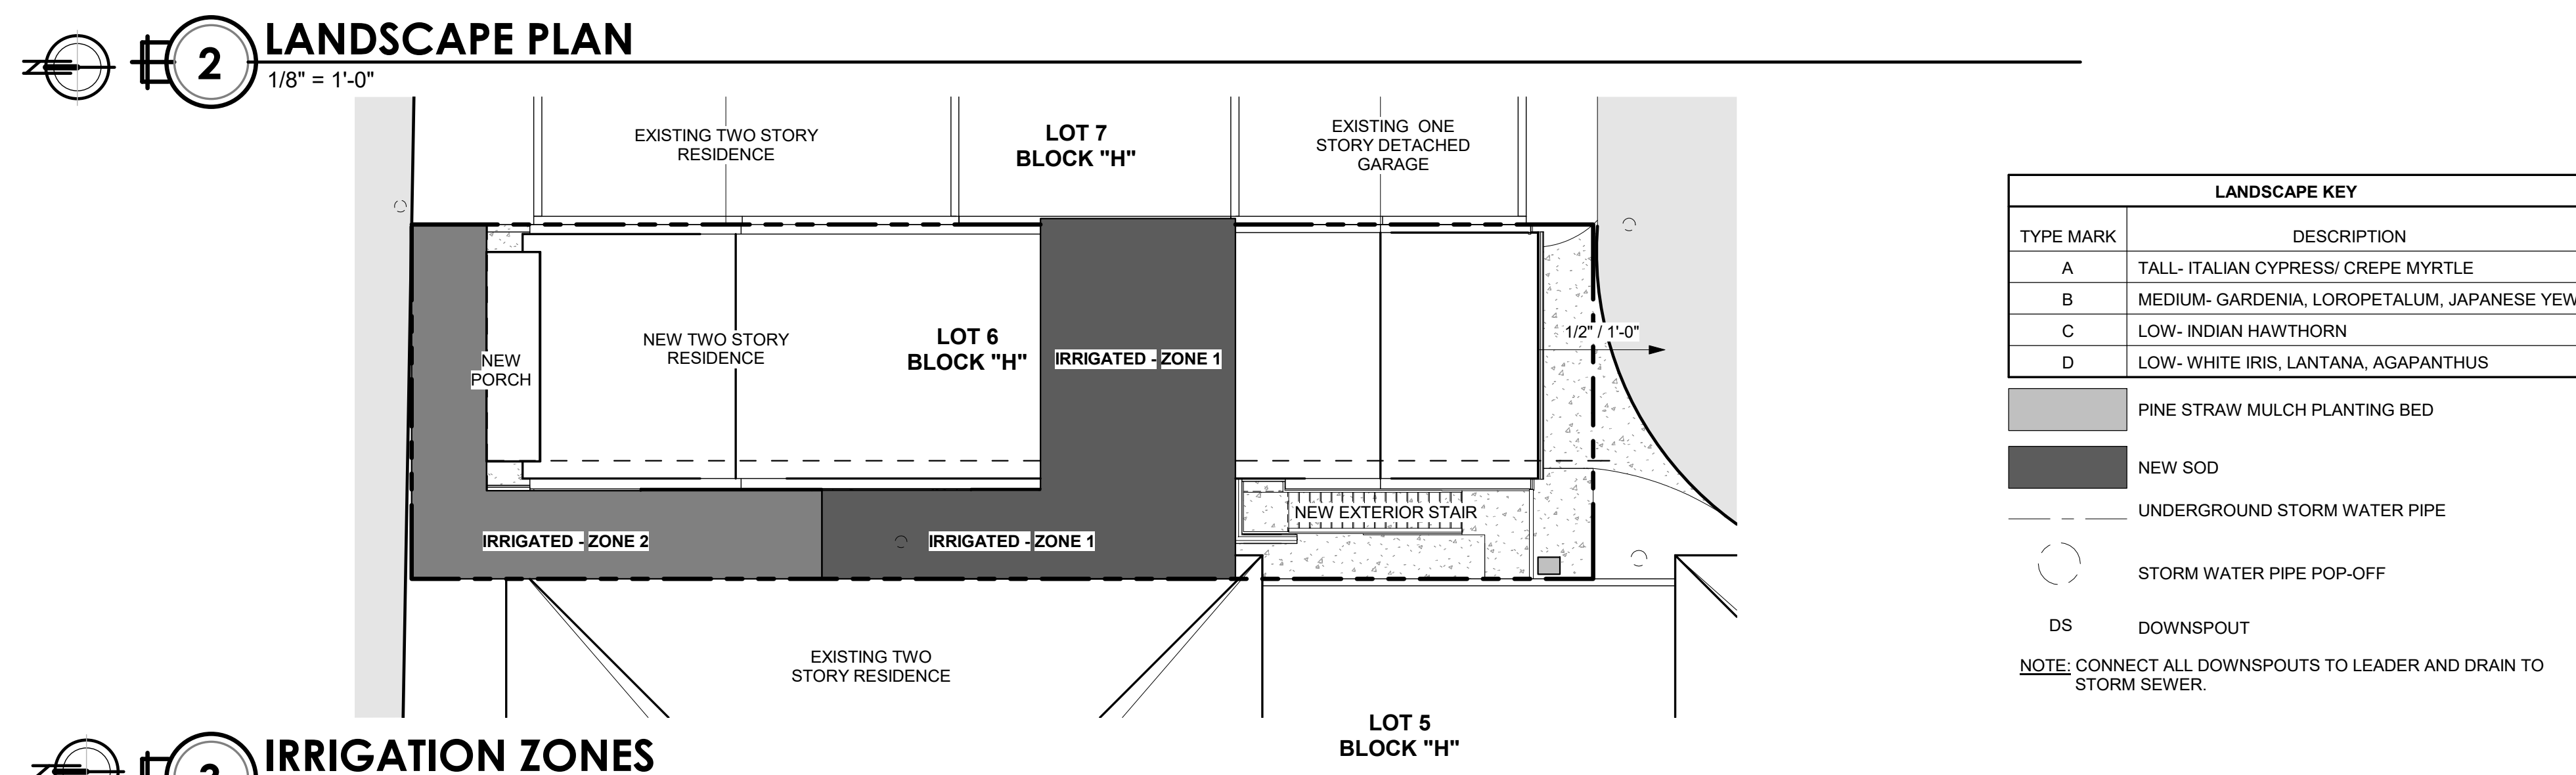 2
LANDSCAPE PLAN
1/8" = 1'-0"
EXISTING TWO STORY
RESIDENCE
LOT 7
BLOCK "H"
EXISTING ONE
STORY DETACHED
GARAGE
NEW
PORCH
NEW TWO STORY
RESIDENCE
LOT 6
BLOCK "H"
IRRIGATED - ZONE 1
1/2" / 1'-0"
NEW EXTERIOR STAIR
IRRIGATED - ZONE 2
IRRIGATED - ZONE 1
EXISTING TWO
STORY RESIDENCE
LOT 5
BLOCK "H"
LANDSCAPE KEY
TYPE MARK DESCRIPTION
A TALL- ITALIAN CYPRESS/ CREPE MYRTLE
B MEDIUM- GARDENIA, LOROPETALUM, JAPANESE YEW
C LOW- INDIAN HAWTHORN
D LOW- WHITE IRIS, LANTANA, AGAPANTHUS
PINE STRAW MULCH PLANTING BED
NEW SOD
UNDERGROUND STORM WATER PIPE
STORM WATER PIPE POP-OFF
DS DOWNSPOUT
NOTE: CONNECT ALL DOWNSPOUTS TO LEADER AND DRAIN TO
STORM SEWER.
IRRIGATION ZONES